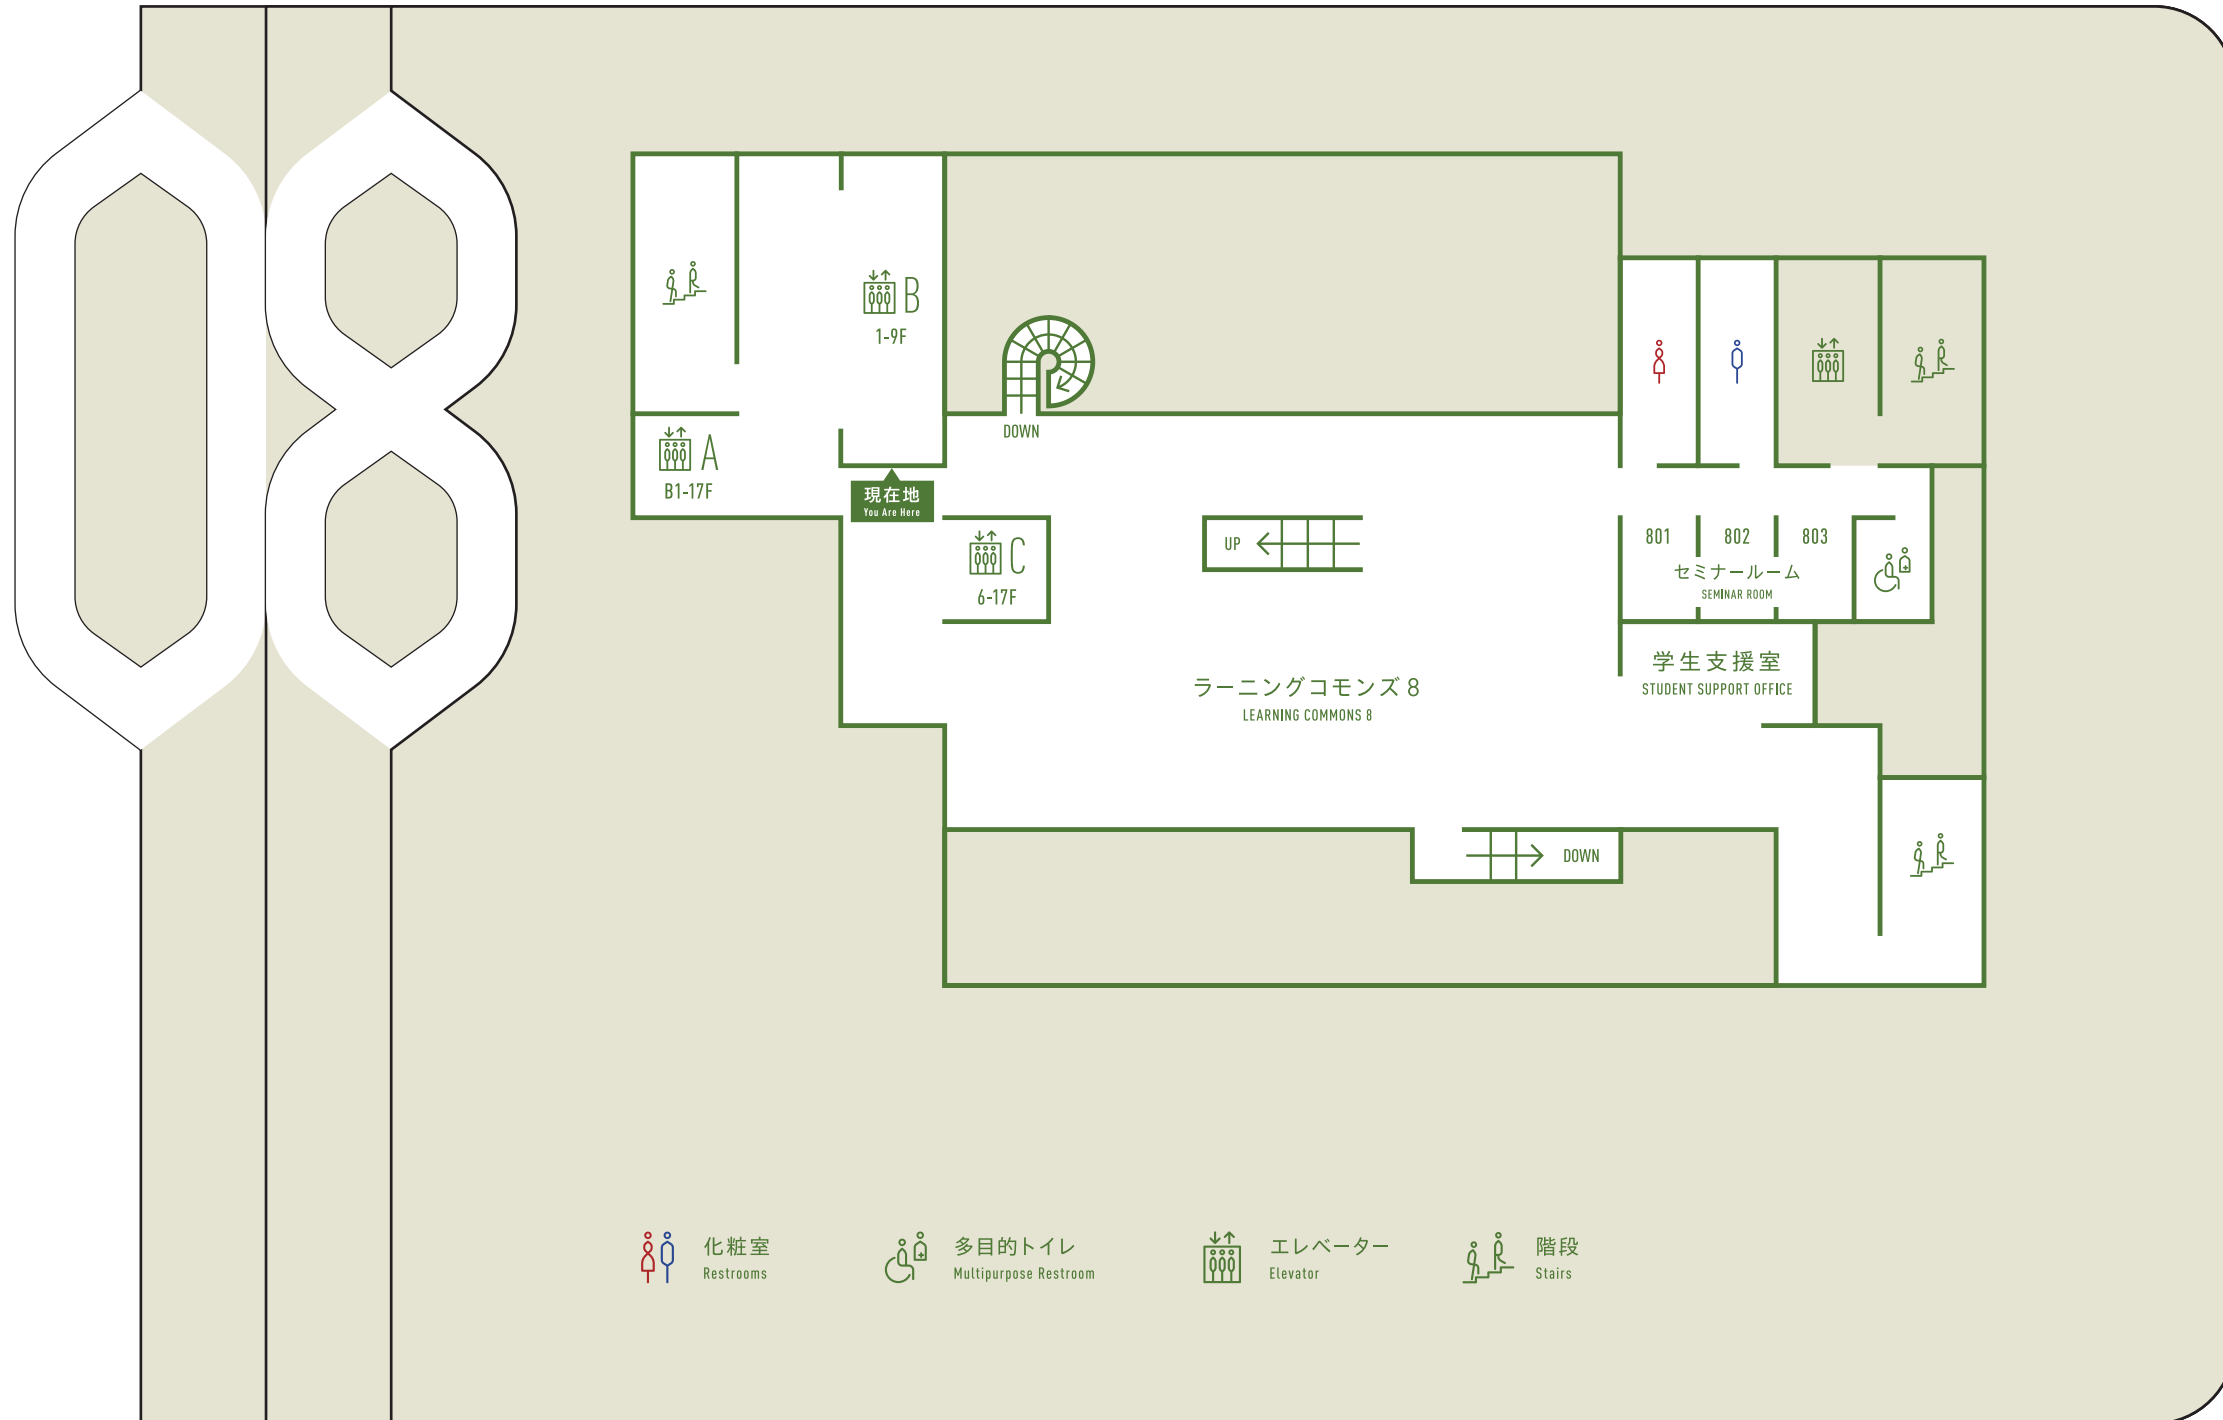 08
B
1-9F
DOWN
A
B1-17F
現在地
You Are Here
C
6-17F
UP
801
802
803
セミナールーム
SEMINAR ROOM
学生支援室
STUDENT SUPPORT OFFICE
ラーニングコモンズ 8
LEARNING COMMONS 8
DOWN
化粧室
Restrooms
多目的トイレ
Multipurpose Restroom
エレベーター
Elevator
階段
Stairs